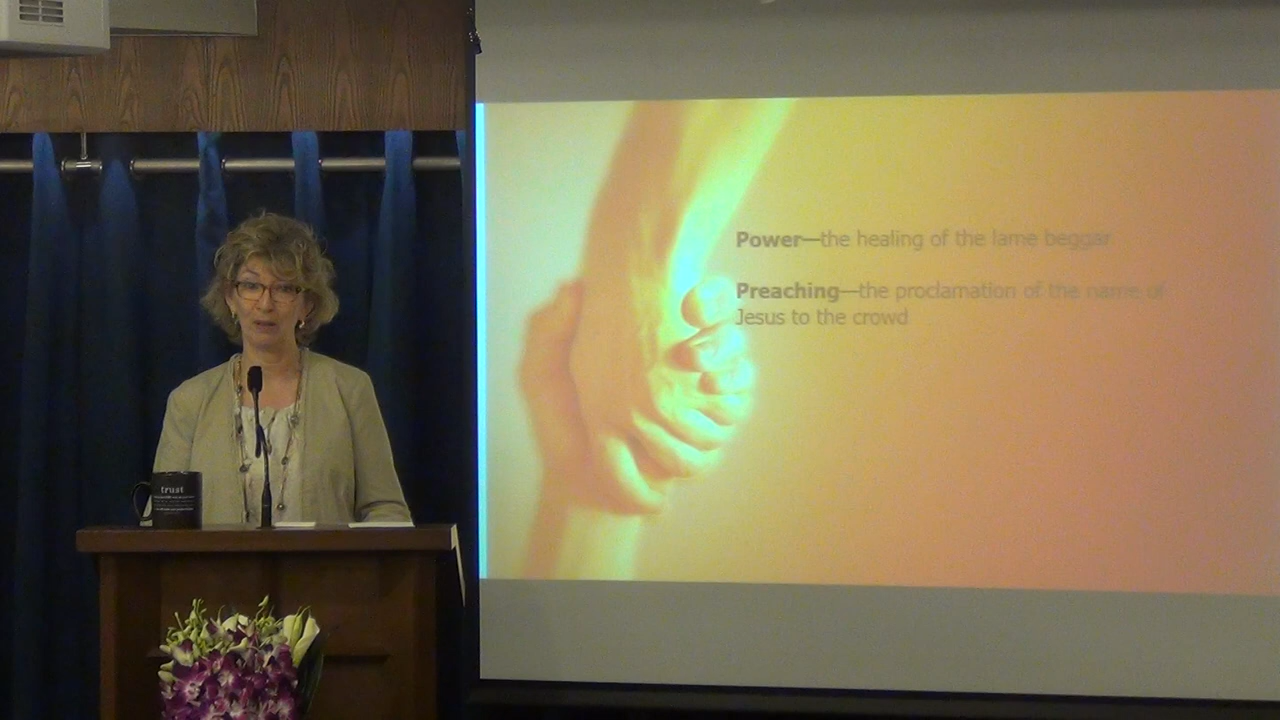 Power—the healing of the lame beggar
Preaching—the proclamation of the name of
Jesus to the crowd
trust